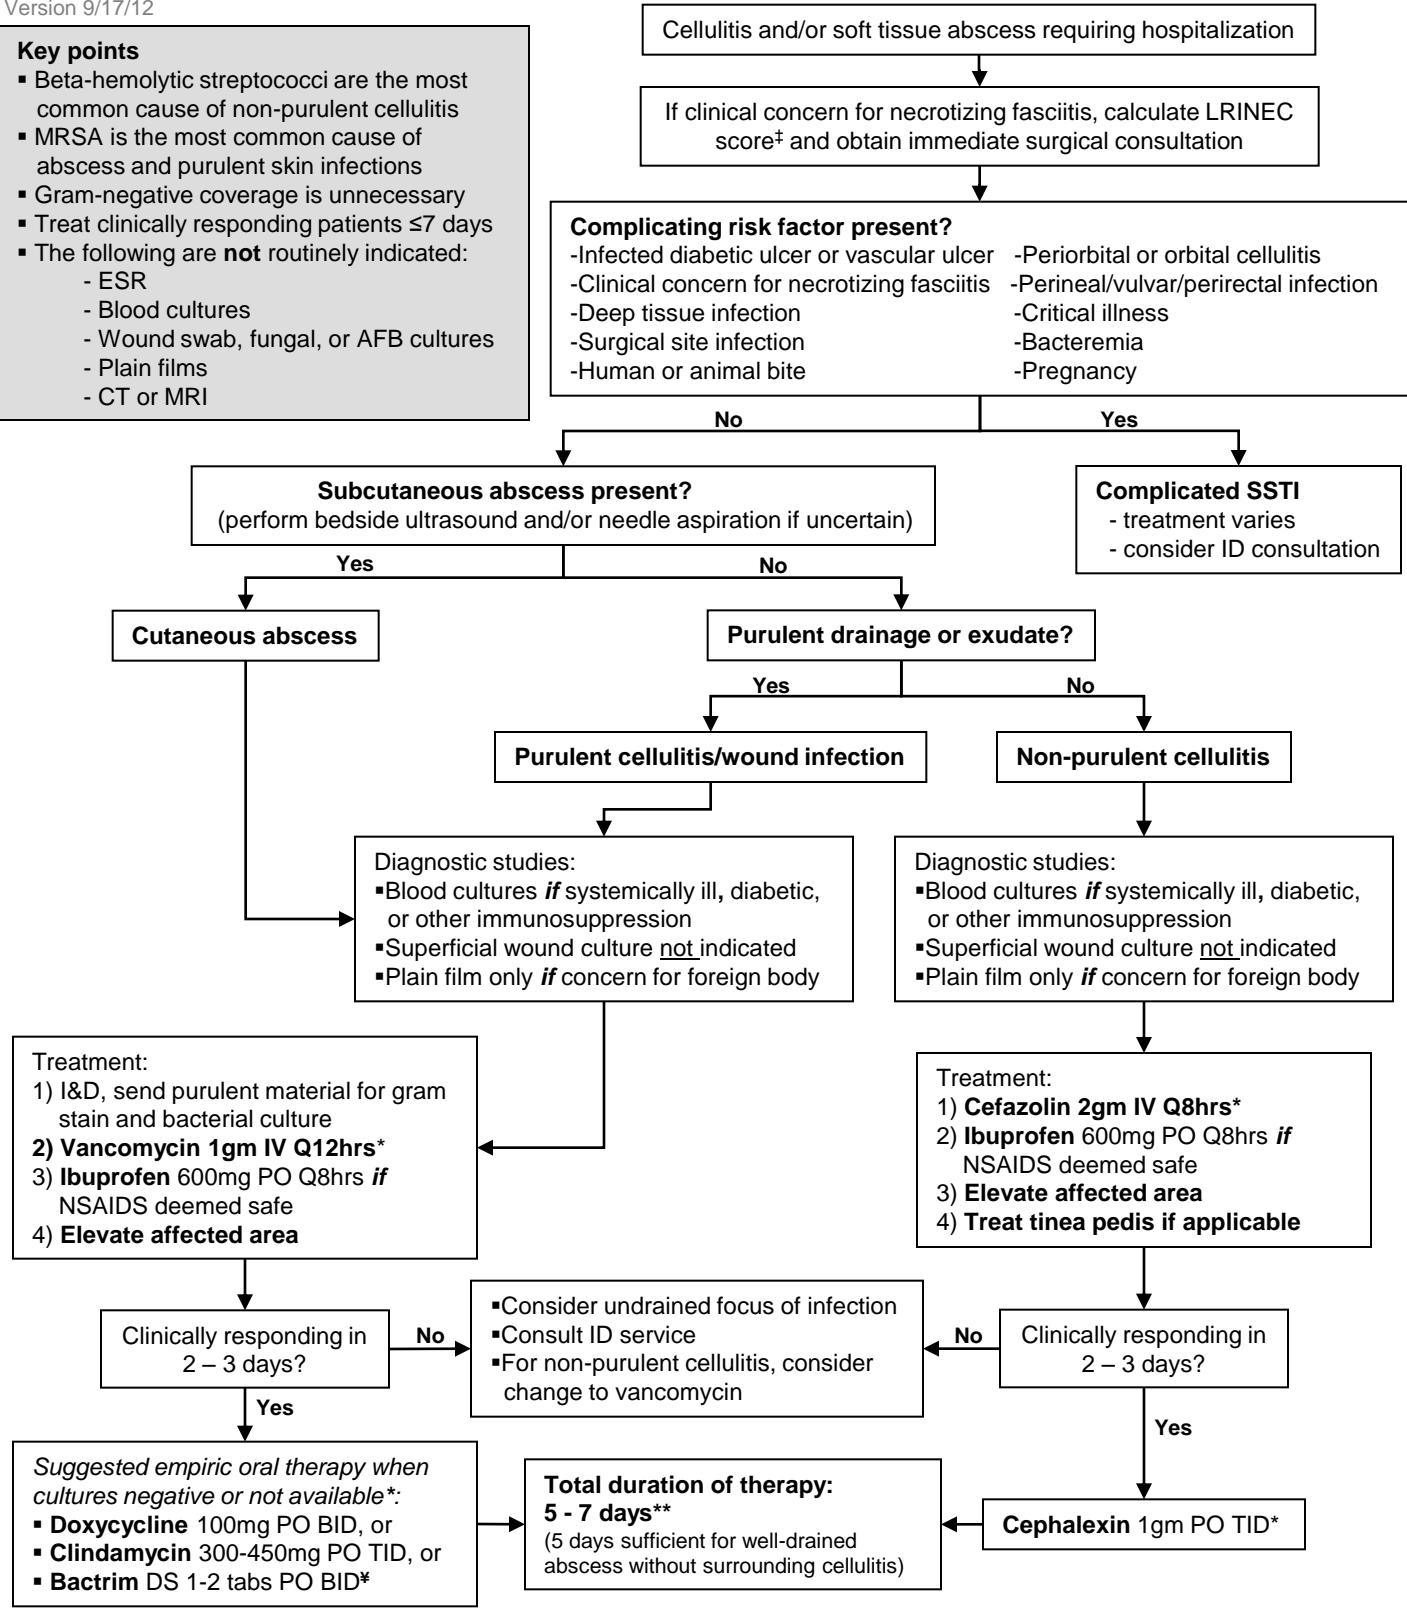 Version 9/17/12
Key points
▪ Beta-hemolytic streptococci are the most
common cause of non-purulent cellulitis
▪ MRSA is the most common cause of
abscess and purulent skin infections
▪ Gram-negative coverage is unnecessary
▪ Treat clinically responding patients ≤7 days
▪ The following are not routinely indicated:
- ESR
- Blood cultures
- Wound swab, fungal, or AFB cultures
- Plain films
- CT or MRI
Cellulitis and/or soft tissue abscess requiring hospitalization
If clinical concern for necrotizing fasciitis, calculate LRINEC
score‡ and obtain immediate surgical consultation
Complicating risk factor present?
-Infected diabetic ulcer or vascular ulcer
-Clinical concern for necrotizing fasciitis
-Deep tissue infection
-Surgical site infection
-Human or animal bite
-Periorbital or orbital cellulitis
-Perineal/vulvar/perirectal infection
-Critical illness
-Bacteremia
-Pregnancy
No
Yes
Subcutaneous abscess present?
(perform bedside ultrasound and/or needle aspiration if uncertain)
Complicated SSTI
- treatment varies
- consider ID consultation
Yes
No
Cutaneous abscess
Purulent drainage or exudate?
Yes
No
Purulent cellulitis/wound infection
Non-purulent cellulitis
Diagnostic studies:
▪Blood cultures if systemically ill, diabetic,
or other immunosuppression
▪Superficial wound culture not indicated
▪Plain film only if concern for foreign body
Diagnostic studies:
▪Blood cultures if systemically ill, diabetic,
or other immunosuppression
▪Superficial wound culture not indicated
▪Plain film only if concern for foreign body
Treatment:
1) I&D, send purulent material for gram
stain and bacterial culture
2) Vancomycin 1gm IV Q12hrs*
3) Ibuprofen 600mg PO Q8hrs if
NSAIDS deemed safe
4) Elevate affected area
Treatment:
1) Cefazolin 2gm IV Q8hrs*
2) Ibuprofen 600mg PO Q8hrs if
NSAIDS deemed safe
3) Elevate affected area
4) Treat tinea pedis if applicable
Clinically responding in
2 – 3 days?
No
▪Consider undrained focus of infection
▪Consult ID service
▪For non-purulent cellulitis, consider
change to vancomycin
No
Clinically responding in
2 – 3 days?
Yes
Yes
Suggested empiric oral therapy when
cultures negative or not available*:
▪ Doxycycline 100mg PO BID, or
▪ Clindamycin 300-450mg PO TID, or
▪ Bactrim DS 1-2 tabs PO BID¥
Total duration of therapy:
5 - 7 days**
(5 days sufficient for well-drained
abscess without surrounding cellulitis)
Cephalexin 1gm PO TID*